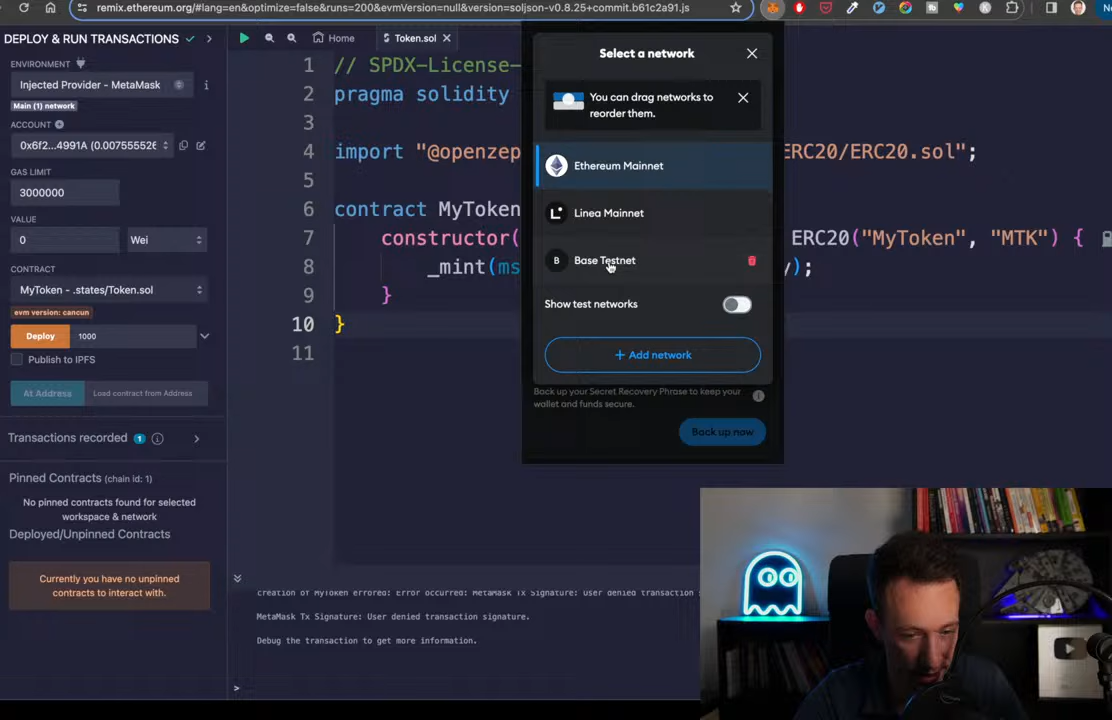 remix.ethereum.org/#lang=en&optimize=false&runs=200&evmVersion=null&version=soljson-v0.8.25+commit.b61c2a91.js
DEPLOY & RUN TRANSACTIONS
Home
Token.sol
ENVIRONMENT
Injected Provider - MetaMask
Main (1) network
ACCOUNT
0x6f2...4991A (0.007555526
GAS LIMIT
3000000
VALUE
0
Wei
CONTRACT
MyToken - .states/Token.sol
evm version: cancun
Deploy
1000
Publish to IPFS
At Address
Load contract from Address
Transactions recorded
1
Pinned Contracts (chain id: 1)
No pinned contracts found for selected
workspace & network
Deployed/Unpinned Contracts
Currently you have no unpinned
contracts to interact with.
1 // SPDX-License-
2 pragma solidity
3
4 import "@openzep ERC20/ERC20.sol";
5
6 contract MyToken
7 constructor( ERC20("MyToken", "MTK") {
8 _mint(ms y);
9 }
10 }
11
Select a network
You can drag networks to
reorder them.
Ethereum Mainnet
L
Linea Mainnet
B
Base Testnet
Show test networks
+ Add network
Back up your Secret Recovery Phrase to keep your
wallet and funds secure.
Back up now
creation of MyToken errored: Error occurred: MetaMask Tx Signature: User denied transaction s
MetaMask Tx Signature: User denied transaction signature.
Debug the transaction to get more information.
>